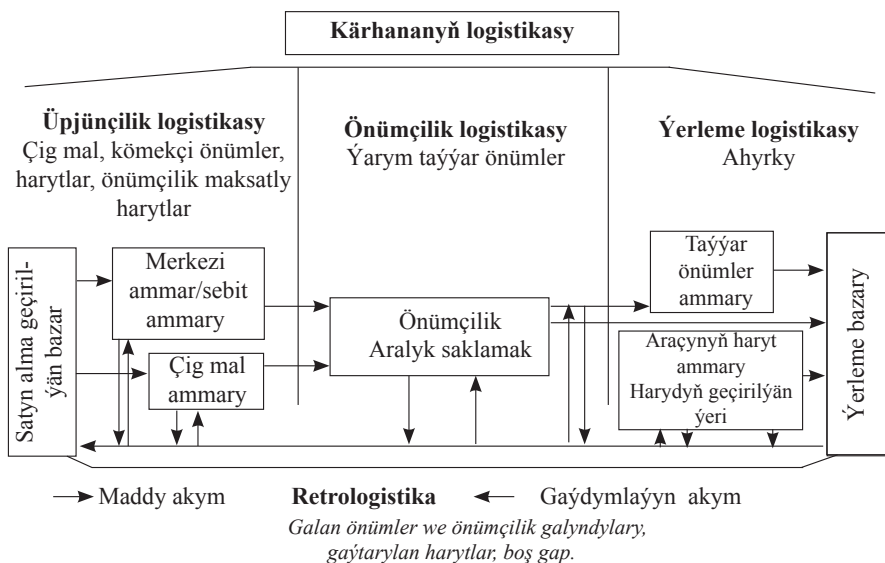 Kärhananyň logistikasy
Üpjünçilik logistikasy
Çig mal, kömekçi önümler,
harytlar, önümçilik maksatly
harytlar
Önümçilik logistikasy
Ýarym taýýar önümler
Ýerleme logistikasy
Ahyrky
Satyn alma geçiril-
ýän bazar
Merkezi
ammar/sebit
ammary
Çig mal
ammary
Önümçilik
Aralyk saklamak
Taýýar
önümler
ammary
Araçynyň haryt
ammary
Harydyň geçirilýän
ýeri
Ýerleme bazary
Maddy akym
Retrologistika
Gaýdymlaýyn akym
Galan önümler we önümçilik galyndylary,
gaýtarylan harytlar, boş gap.